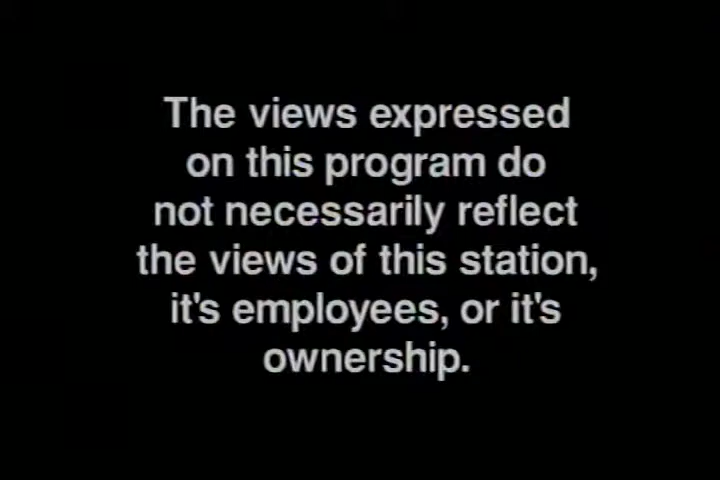 The views expressed
on this program do
not necessarily reflect
the views of this station,
it's employees, or it's
ownership.